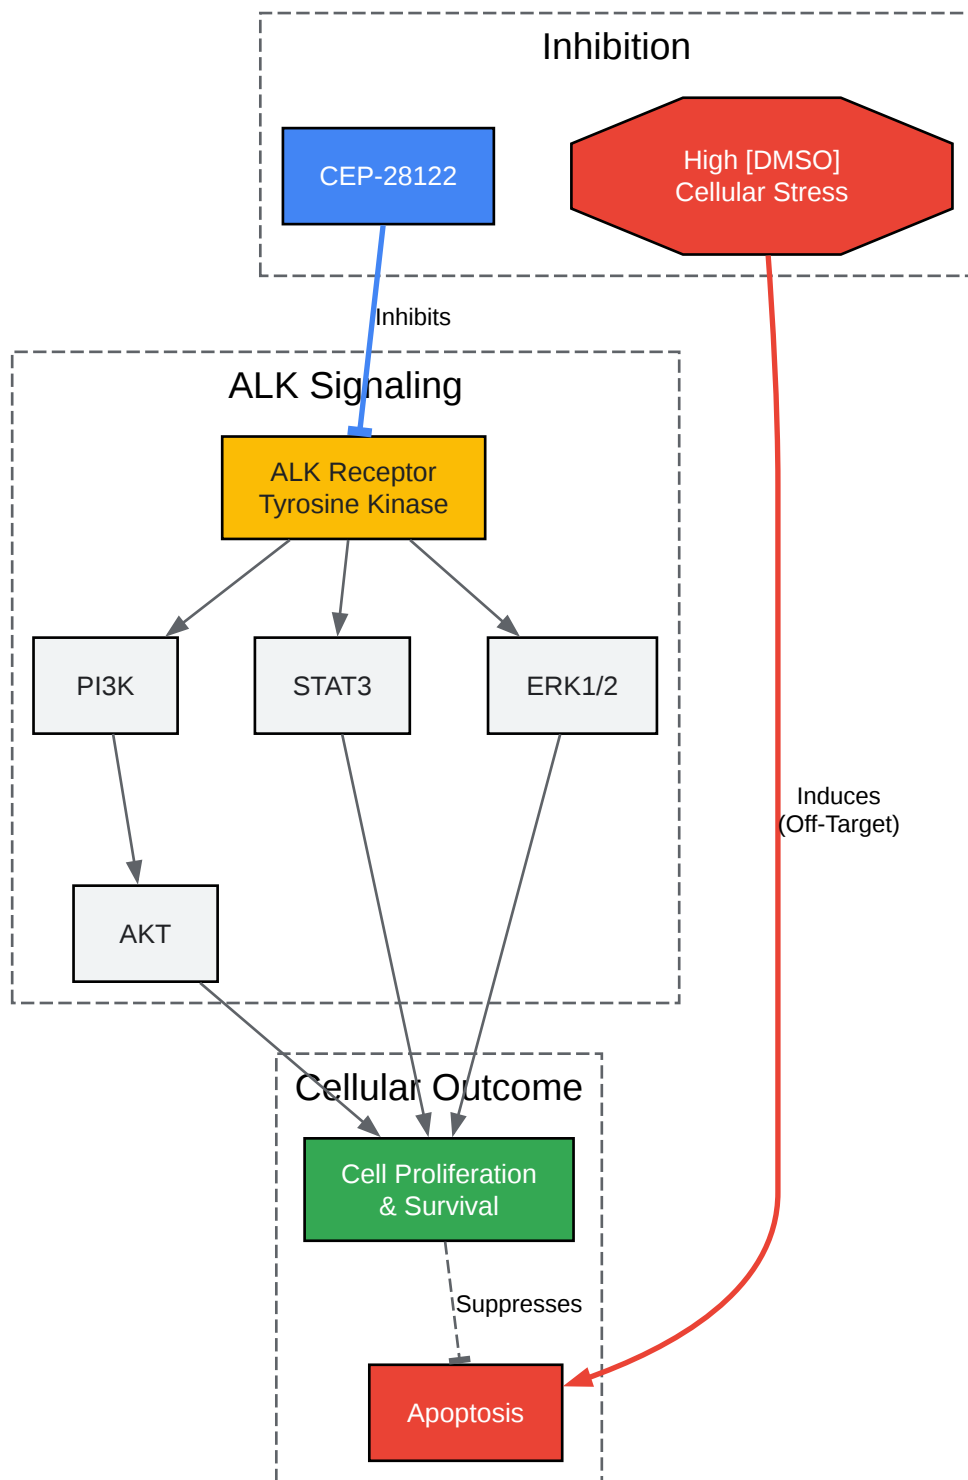 Inhibition
CEP-28122
High [DMSO]
Cellular Stress
Inhibits
ALK Signaling
ALK Receptor
Tyrosine Kinase
PI3K
STAT3
ERK1/2
Induces
(Off-Target)
AKT
Cellular Outcome
Cell Proliferation
& Survival
Suppresses
Apoptosis